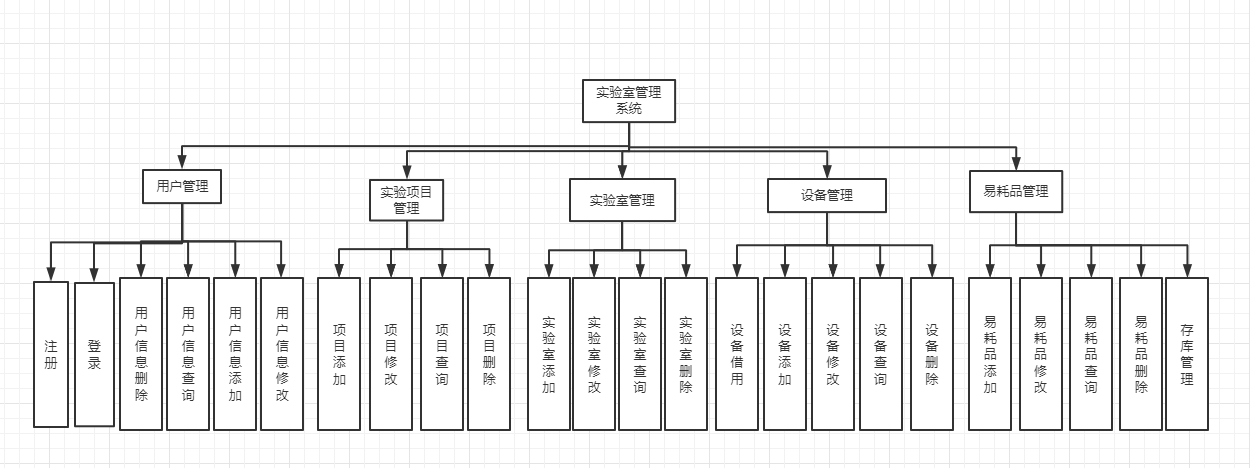 实验室管理
系统
用户管理
实验项目
管理
实验室管理
设备管理
易耗品管理
注册
登录
用户信息删除
用户信息查询
用户信息添加
用户信息修改
项目添加
项目修改
项目查询
项目删除
实验室添加
实验室修改
实验室查询
实验室删除
设备借用
设备添加
设备修改
设备查询
设备删除
易耗品添加
易耗品修改
易耗品查询
易耗品删除
存库管理